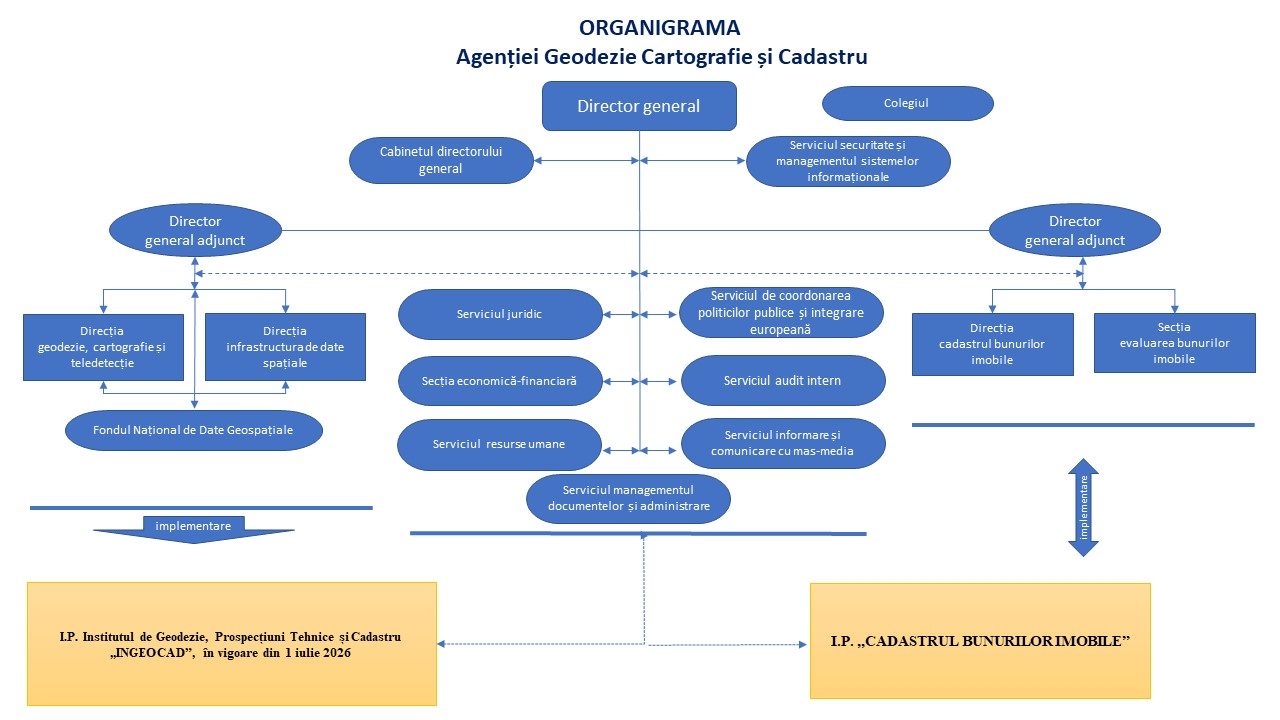 ORGANIGRAMA
Agenției Geodezie Cartografie și Cadastru
Director general
Colegiul
Cabinetul directorului
general
Serviciul securitate și
managementul sistemelor
informaționale
Director
general adjunct
Director
general adjunct
Direcția
geodezie, cartografie și
teledetecție
Direcția
infrastructura de date
spațiale
Fondul Național de Date Geospațiale
Serviciul juridic
Serviciul de coordonarea
politicilor publice și integrare
europeană
Secția economică-financiară
Serviciul audit intern
Serviciul resurse umane
Serviciul informare și
comunicare cu mas-media
Serviciul managementul
documentelor și administrare
Direcția
cadastrul bunurilor
imobile
Secția
evaluarea bunurilor
imobile
implementare
implementare
I.P. Institutul de Geodezie, Prospecțiuni Tehnice și Cadastru
„INGEOCAD”, în vigoare din 1 iulie 2026
I.P. „CADASTRUL BUNURILOR IMOBILE”